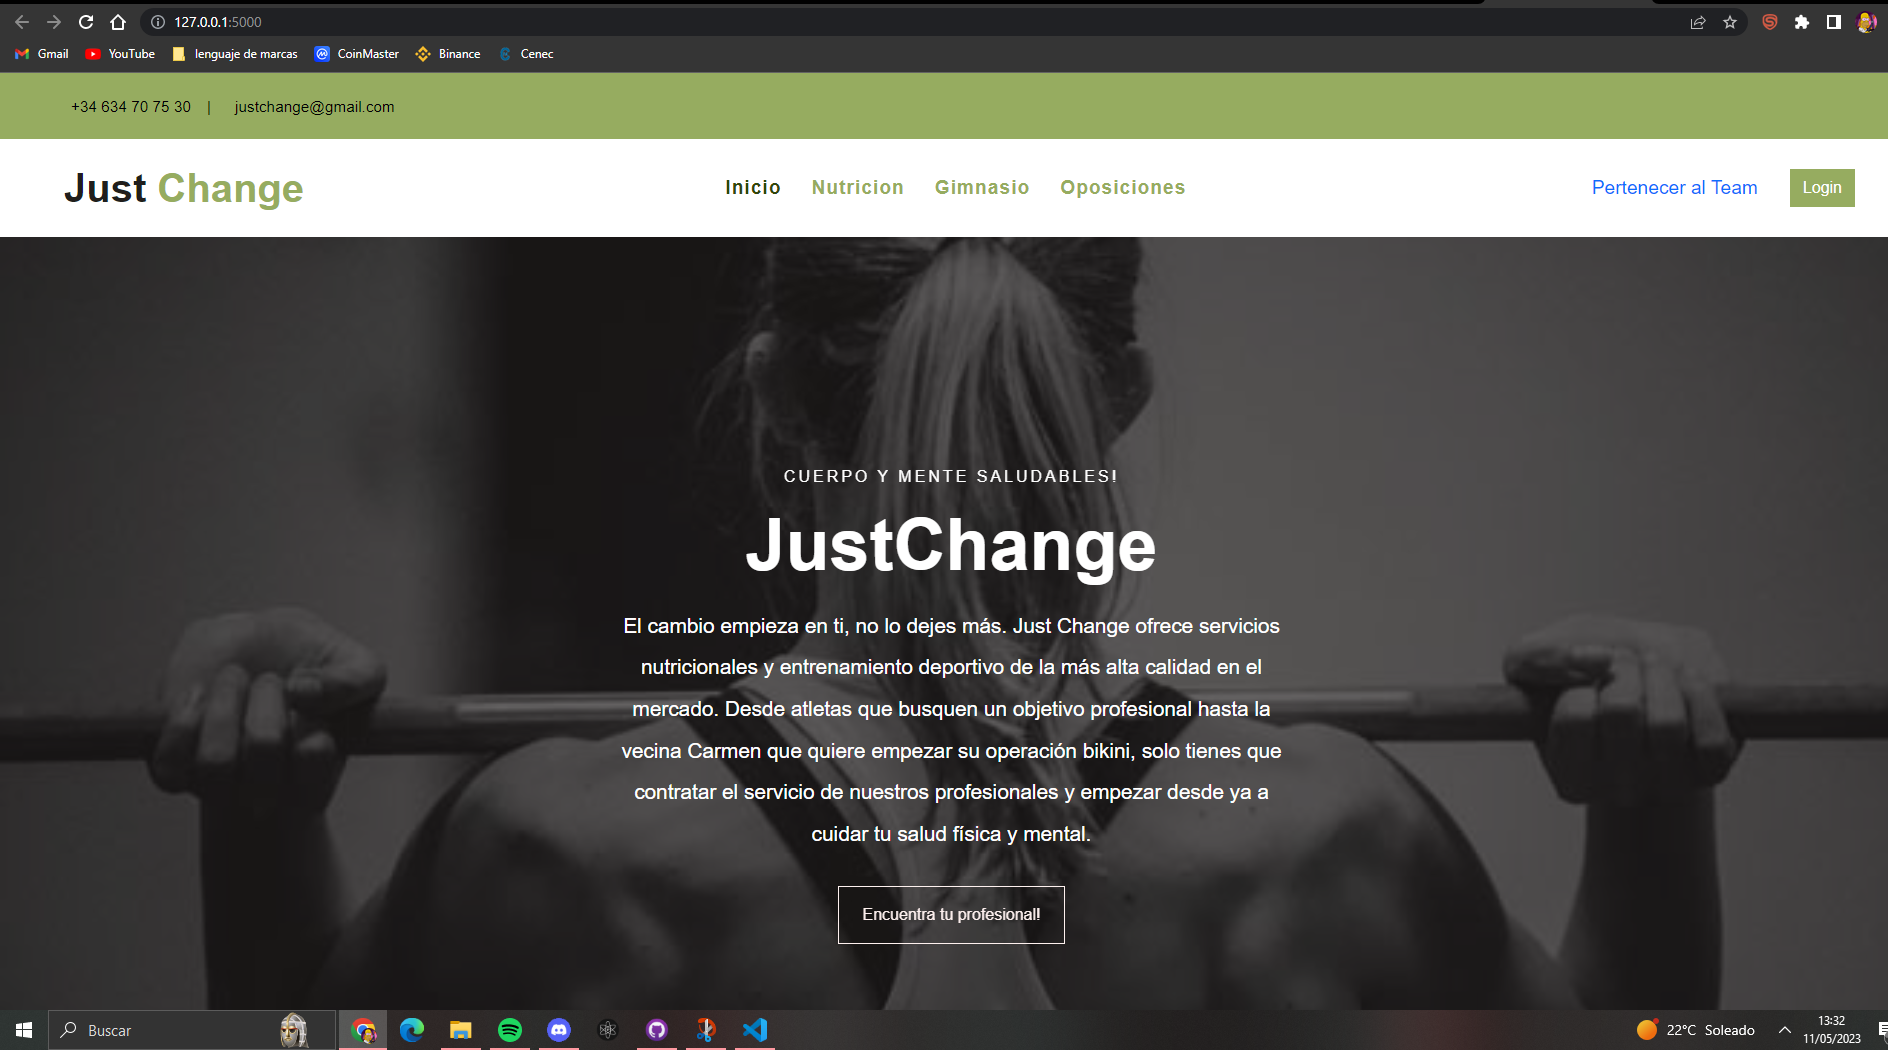 127.0.0.1:5000
Gmail YouTube lenguaje de marcas CoinMaster Binance Cenec
+34 634 70 75 30 | justchange@gmail.com
Just Change Inicio Nutricion Gimnasio Oposiciones Pertenecer al Team Login
CUERPO Y MENTE SALUDABLES!
JustChange
El cambio empieza en ti, no lo dejes más. Just Change ofrece servicios
nutricionales y entrenamiento deportivo de la más alta calidad en el
mercado. Desde atletas que busquen un objetivo profesional hasta la
vecina Carmen que quiere empezar su operación bikini, solo tienes que
contratar el servicio de nuestros profesionales y empezar desde ya a
cuidar tu salud física y mental.
Encuentra tu profesional!
Buscar 22°C Soleado 13:32
11/05/2023